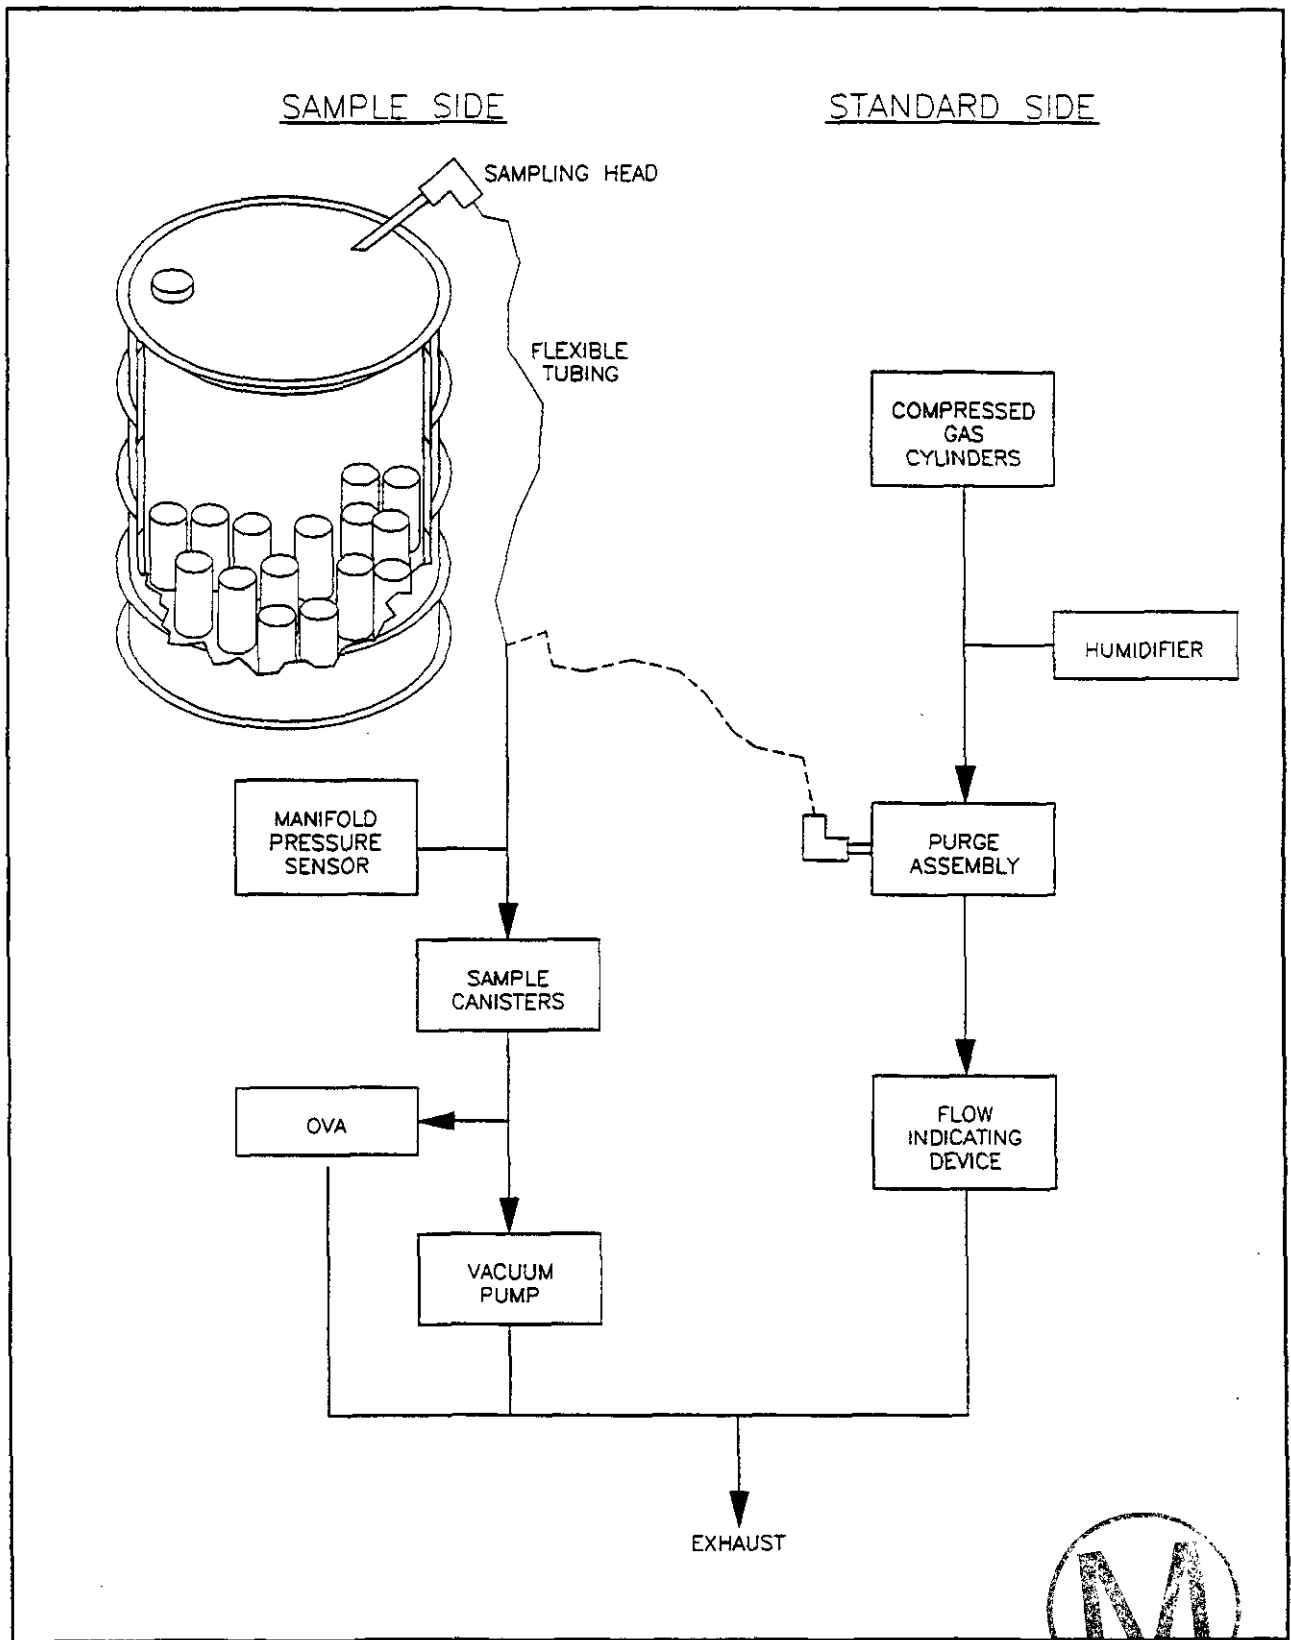 SAMPLE SIDE
STANDARD SIDE
SAMPLING HEAD
FLEXIBLE
TUBING
COMPRESSED
GAS
CYLINDERS
HUMIDIFIER
MANIFOLD
PRESSURE
SENSOR
PURGE
ASSEMBLY
SAMPLE
CANISTERS
OVA
FLOW
INDICATING
DEVICE
VACUUM
PUMP
EXHAUST
M